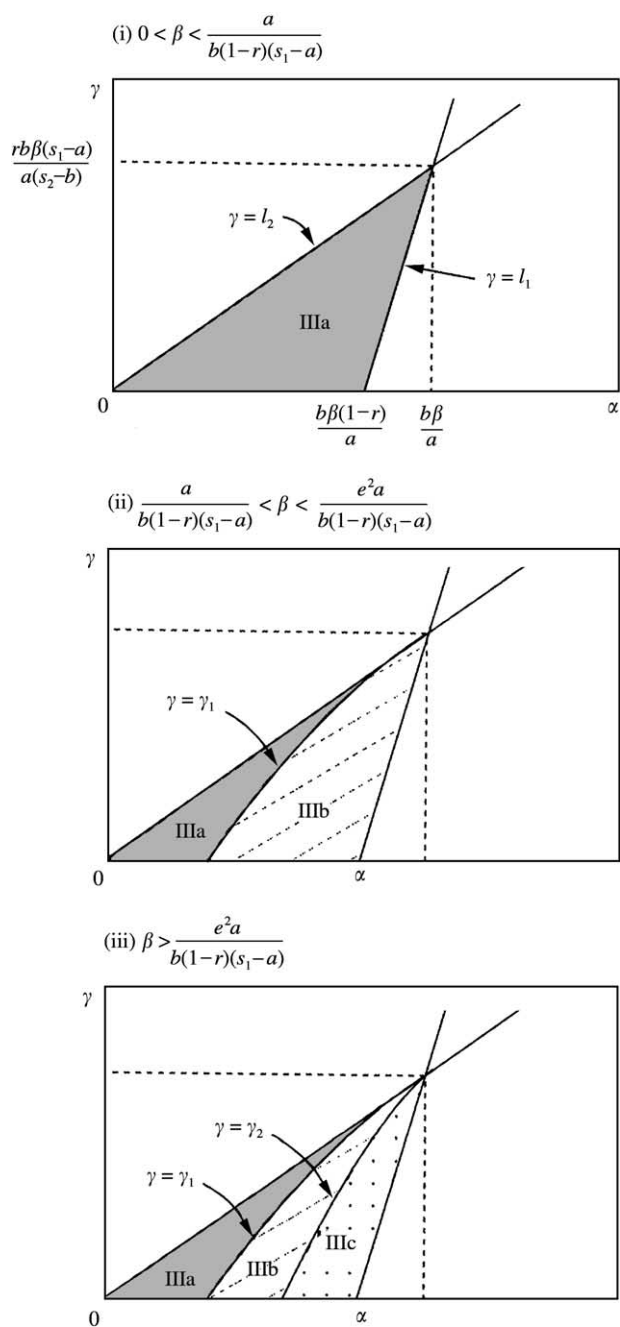 (i) 0 < β < a / b(1−r)(s₁−a)
γ
rbβ(s₁−a) / a(s₂−b)
γ = l₂
γ = l₁
IIIa
0
bβ(1−r) / a
bβ / a
α
(ii) a / b(1−r)(s₁−a) < β < e²a / b(1−r)(s₁−a)
γ
γ = γ₁
IIIa
IIIb
0
α
(iii) β > e²a / b(1−r)(s₁−a)
γ
γ = γ₂
γ = γ₁
IIIa
IIIb
IIIc
0
α